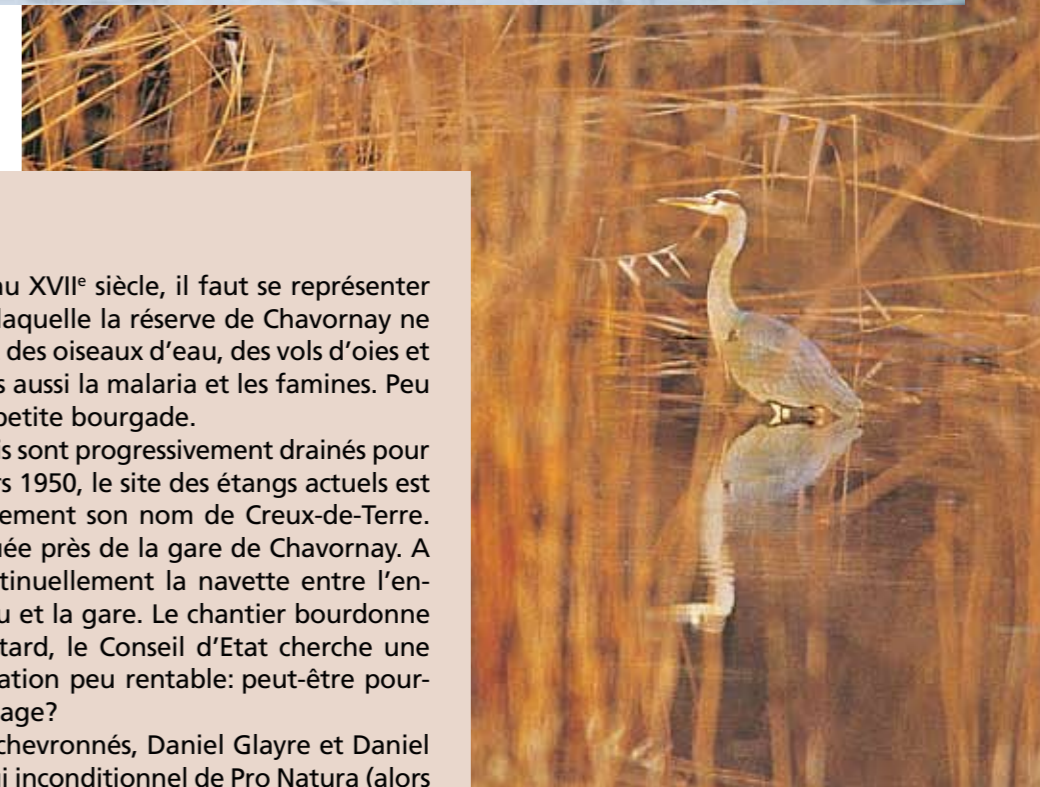 au XVIIe siècle, il faut se représenter
laquelle la réserve de Chavornay ne
des oiseaux d'eau, des vols d'oies et
s aussi la malaria et les famines. Peu
petite bourgade.
is sont progressivement drainés pour
rs 1950, le site des étangs actuels est
ement son nom de Creux-de-Terre.
uée près de la gare de Chavornay. A
tinuellement la navette entre l'en-
u et la gare. Le chantier bourdonne
tard, le Conseil d'Etat cherche une
ation peu rentable: peut-être pour-
age?
chevronnés, Daniel Glayre et Daniel
ui inconditionnel de Pro Natura (alors